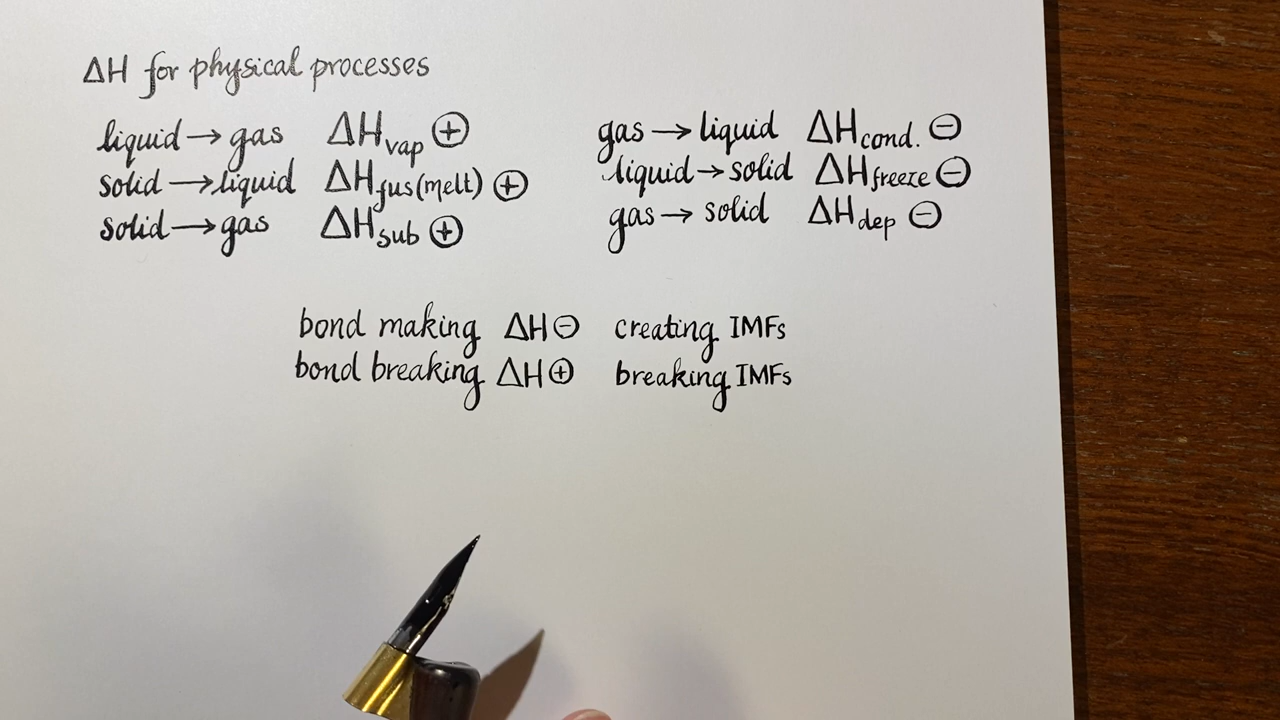 ΔH for physical processes
liquid → gas ΔHvap ⊕
solid → liquid ΔHfus(melt) ⊕
solid → gas ΔHsub ⊕
gas → liquid ΔHcond. ⊖
liquid → solid ΔHfreeze ⊖
gas → solid ΔHdep ⊖
bond making ΔH ⊖ creating IMFs
bond breaking ΔH ⊕ breaking IMFs